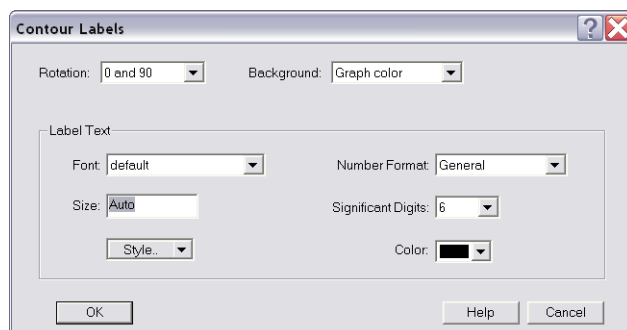 Contour Labels
Rotation: 0 and 90 Background: Graph color
Label Text
Font: default Number Format: General
Size: Auto Significant Digits: 6
Style.. Color:
OK Help Cancel